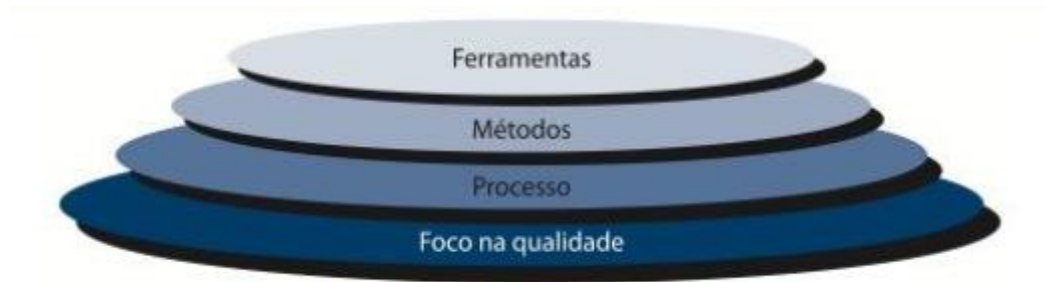 Ferramentas
Métodos
Processo
Foco na qualidade